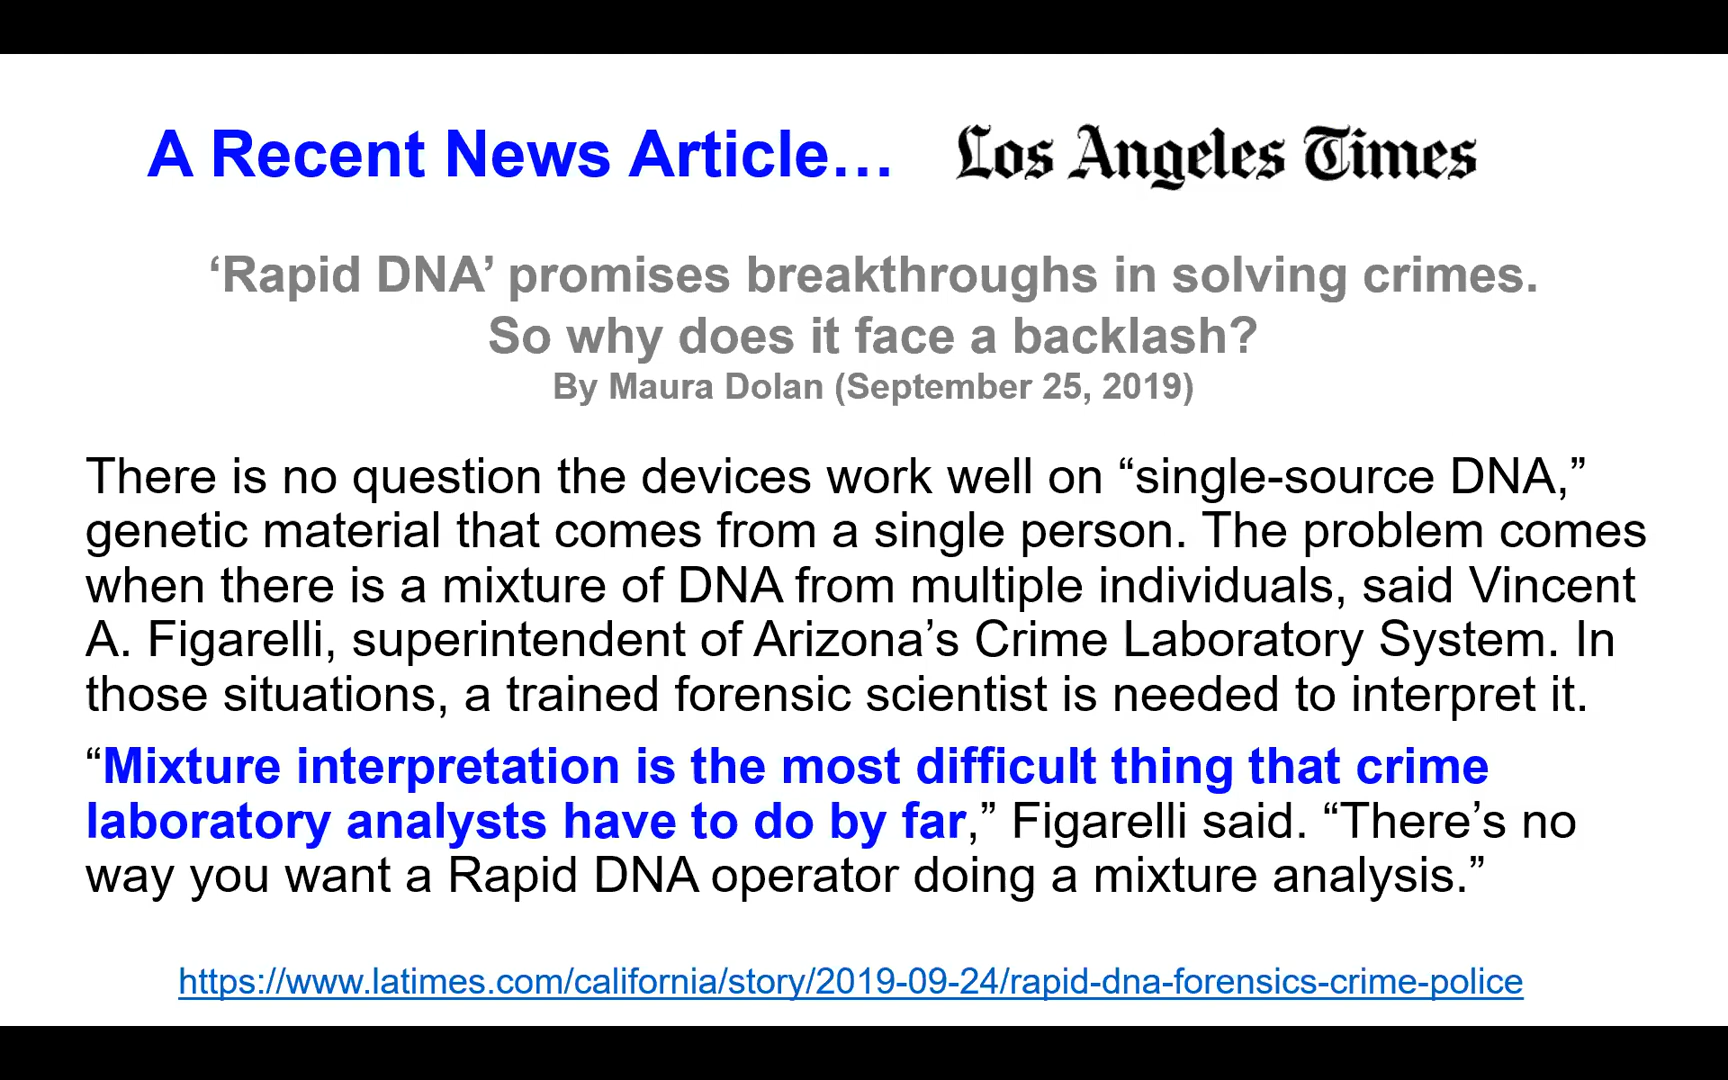 A Recent News Article… Los Angeles Times
‘Rapid DNA’ promises breakthroughs in solving crimes.
So why does it face a backlash?
By Maura Dolan (September 25, 2019)
There is no question the devices work well on “single-source DNA,”
genetic material that comes from a single person. The problem comes
when there is a mixture of DNA from multiple individuals, said Vincent
A. Figarelli, superintendent of Arizona’s Crime Laboratory System. In
those situations, a trained forensic scientist is needed to interpret it.
“Mixture interpretation is the most difficult thing that crime
laboratory analysts have to do by far,” Figarelli said. “There’s no
way you want a Rapid DNA operator doing a mixture analysis.”
https://www.latimes.com/california/story/2019-09-24/rapid-dna-forensics-crime-police